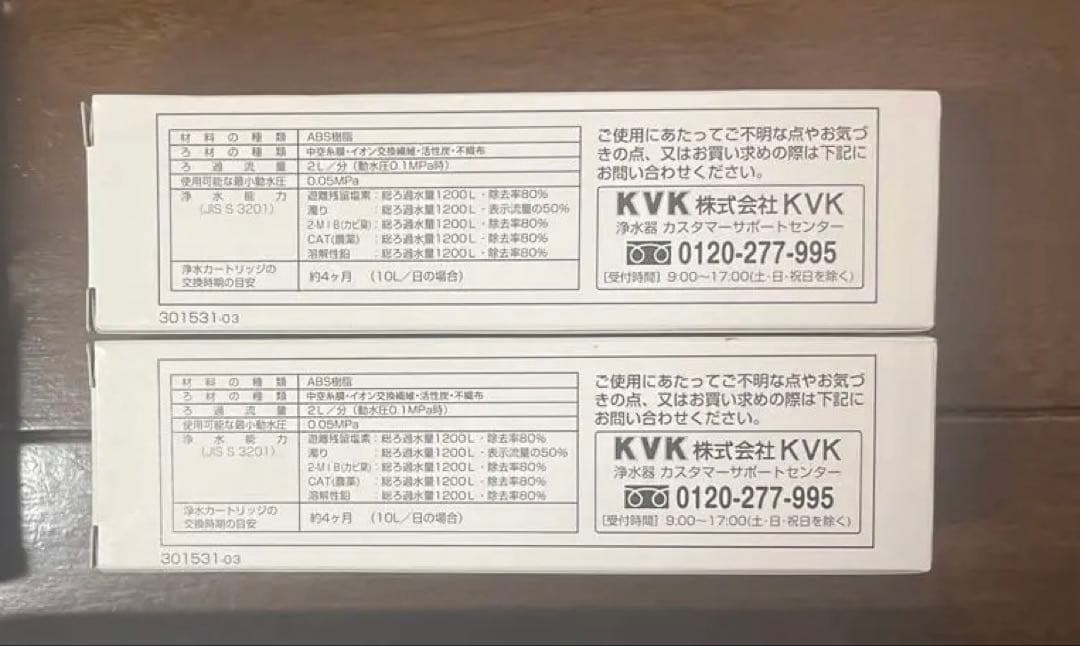 材料の種類 ABS樹脂
ろ材の種類 中空糸膜・イオン交換繊維・活性炭・不織布
ろ過流量 2L/分(動水圧0.1MPa時)
使用可能な最小動水圧 0.05MPa
浄水能力 遊離残留塩素:総ろ過水量1200L・除去率80%
(JIS S 3201) 濁り:総ろ過水量1200L・表示流量の50%
2-MIB(カビ臭):総ろ過水量1200L・除去率80%
CAT(農薬):総ろ過水量1200L・除去率80%
溶解性鉛:総ろ過水量1200L・除去率80%
浄水カートリッジの
交換時期の目安 約4ヶ月 (10L/日の場合)
301531-03
ご使用にあたってご不明な点やお気づ
きの点、又はお買い求めの際は下記に
お問い合わせください。
KVK 株式会社KVK
浄水器 カスタマーサポートセンター
0120-277-995
[受付時間] 9:00〜17:00(土・日・祝日を除く)
材料の種類 ABS樹脂
ろ材の種類 中空糸膜・イオン交換繊維・活性炭・不織布
ろ過流量 2L/分(動水圧0.1MPa時)
使用可能な最小動水圧 0.05MPa
浄水能力 遊離残留塩素:総ろ過水量1200L・除去率80%
(JIS S 3201) 濁り:総ろ過水量1200L・表示流量の50%
2-MIB(カビ臭):総ろ過水量1200L・除去率80%
CAT(農薬):総ろ過水量1200L・除去率80%
溶解性鉛:総ろ過水量1200L・除去率80%
浄水カートリッジの
交換時期の目安 約4ヶ月 (10L/日の場合)
301531-03
ご使用にあたってご不明な点やお気づ
きの点、又はお買い求めの際は下記に
お問い合わせください。
KVK 株式会社KVK
浄水器 カスタマーサポートセンター
0120-277-995
[受付時間] 9:00〜17:00(土・日・祝日を除く)